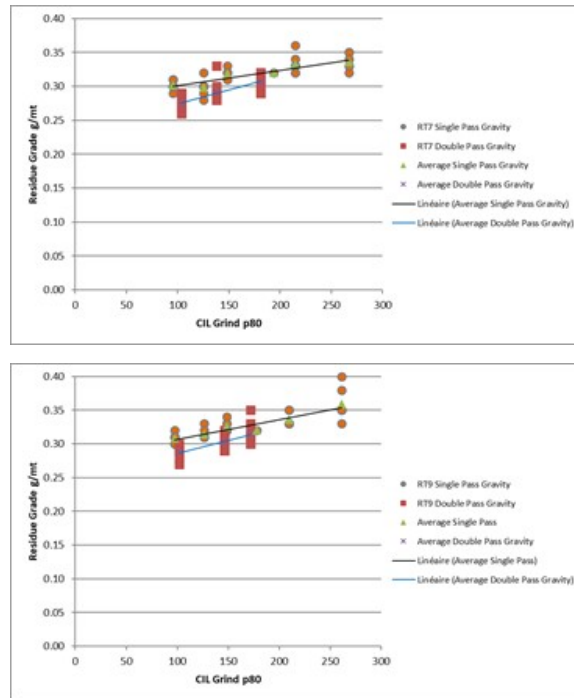 0.40
0.35
0.30
0.25
0.20
0.15
0.10
0.05
0.00
Residue Grade g/mt
0 50 100 150 200 250 300
CIL Grind p80
RT7 Single Pass Gravity
RT7 Double Pass Gravity
Average Single Pass Gravity
Average Double Pass Gravity
Linéaire (Average Single Pass Gravity)
Linéaire (Average Double Pass Gravity)
0.40
0.35
0.30
0.25
0.20
0.15
0.10
0.05
0.00
Residue Grade g/mt
0 50 100 150 200 250 300
CIL Grind p80
RT9 Single Pass Gravity
RT9 Double Pass Gravity
Average Single Pass
Average Double Pass Gravity
Linéaire (Average Single Pass)
Linéaire (Average Double Pass Gravity)